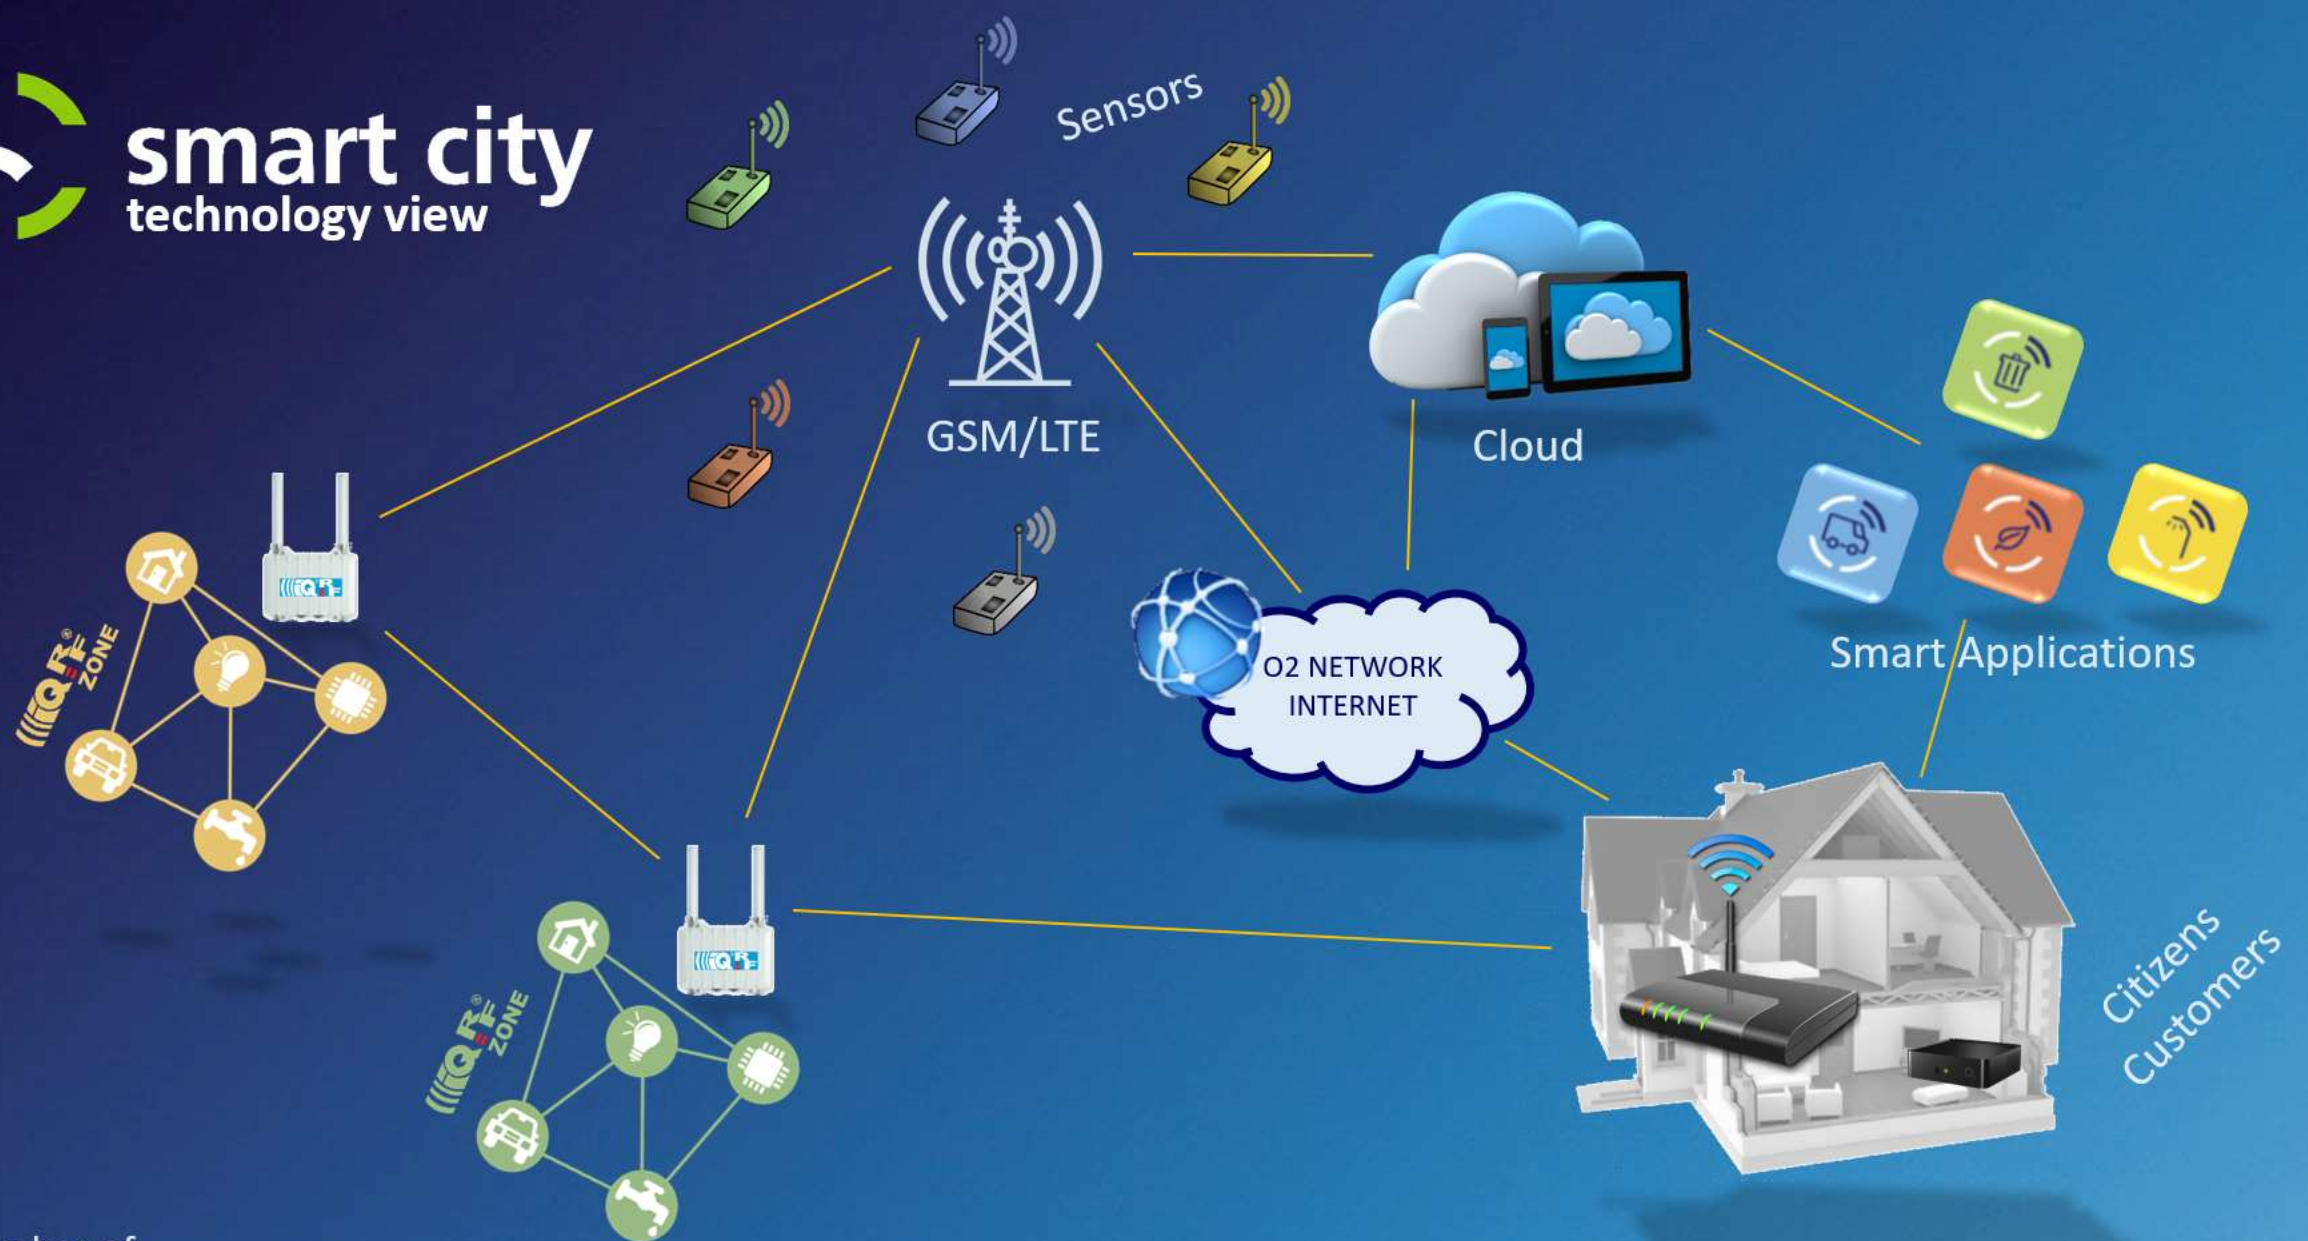 smart city
technology view
Sensors
GSM/LTE
Cloud
IQRF
IQRF®
ZONE
O2 NETWORK
INTERNET
Smart Applications
IQRF
IQRF®
ZONE
Citizens
Customers